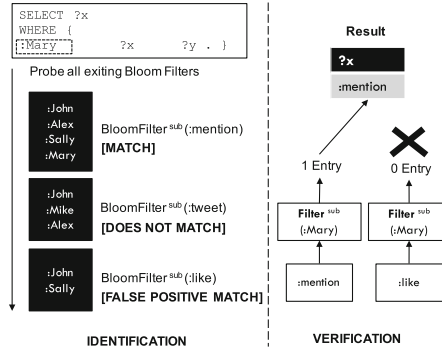 SELECT ?x
WHERE {
:Mary ?x ?y . }
Probe all exiting Bloom Filters
:John
:Alex
:Sally
:Mary
BloomFilter sub (:mention)
[MATCH]
:John
:Mike
:Alex
BloomFilter sub (:tweet)
[DOES NOT MATCH]
:John
:Sally
BloomFilter sub (:like)
[FALSE POSITIVE MATCH]
IDENTIFICATION
Result
?x
:mention
1 Entry
0 Entry
Filter sub
(:Mary)
Filter sub
(:Mary)
:mention
:like
VERIFICATION